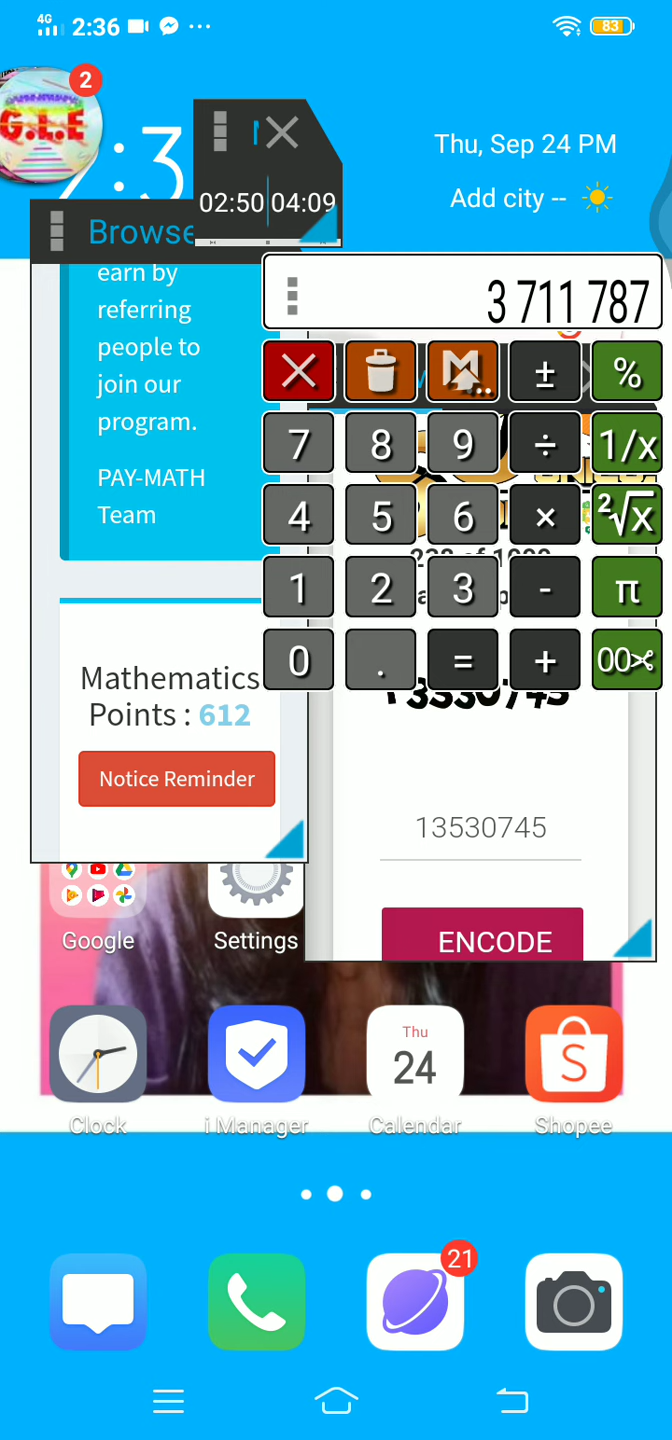 4G 2:36 ... 83
2
G.L.E
Thu, Sep 24 PM
Add city --
02:50 04:09
Browse
earn by
referring
people to
join our
program.
PAY-MATH
Team
3 711 787
± %
7 8 9 ÷ 1/x
4 5 6 × ²√x
1 2 3 - π
0 . = + 00
Mathematics
Points : 612
Notice Reminder
13530745
ENCODE
Google Settings
Thu
24
S
Clock i Manager Calendar Shopee
21